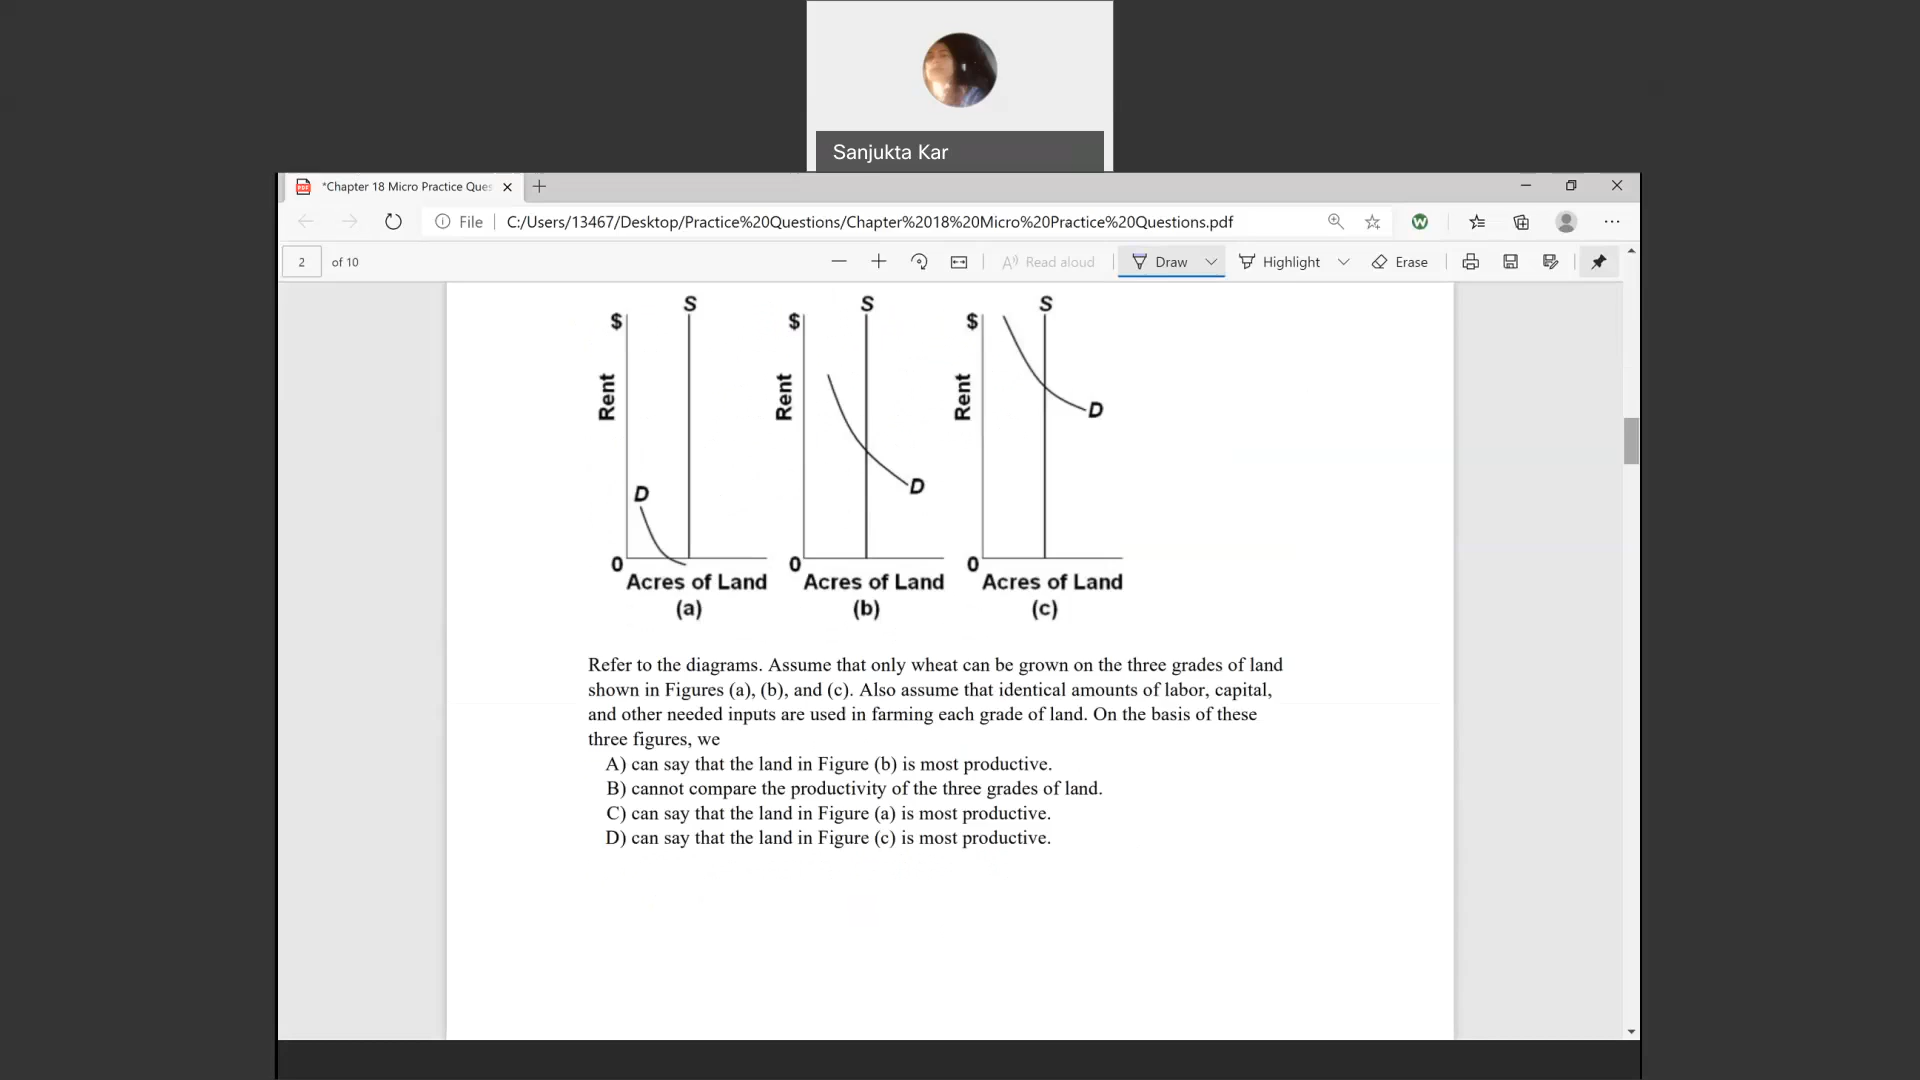 Sanjukta Kar
*Chapter 18 Micro Practice Ques
File
C:/Users/13467/Desktop/Practice%20Questions/Chapter%2018%20Micro%20Practice%20Questions.pdf
W
2 of 10
Read aloud
Draw
Highlight
Erase
S S S
$ $ $
Rent Rent Rent
D D D
0 0 0
Acres of Land Acres of Land Acres of Land
(a) (b) (c)
Refer to the diagrams. Assume that only wheat can be grown on the three grades of land
shown in Figures (a), (b), and (c). Also assume that identical amounts of labor, capital,
and other needed inputs are used in farming each grade of land. On the basis of these
three figures, we
A) can say that the land in Figure (b) is most productive.
B) cannot compare the productivity of the three grades of land.
C) can say that the land in Figure (a) is most productive.
D) can say that the land in Figure (c) is most productive.